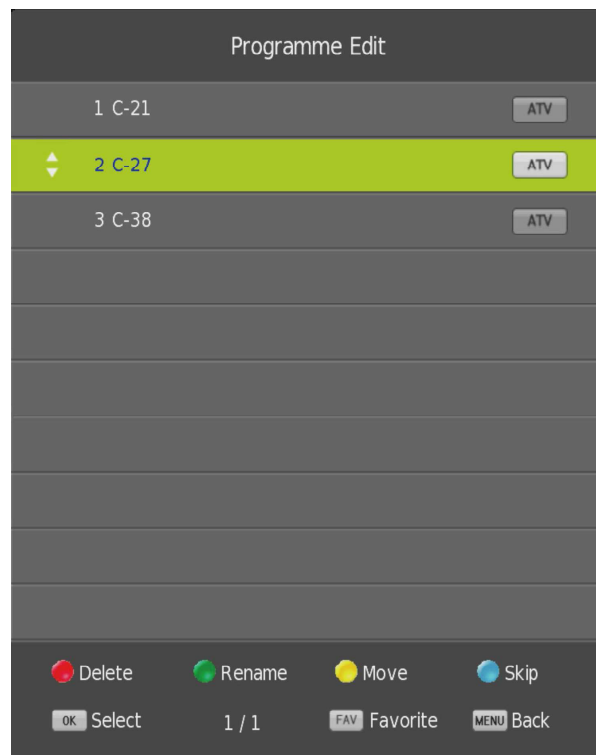 Programme Edit
1 C-21 ATV
2 C-27 ATV
3 C-38 ATV
Delete Rename Move Skip
OK Select 1 / 1 FAV Favorite MENU Back